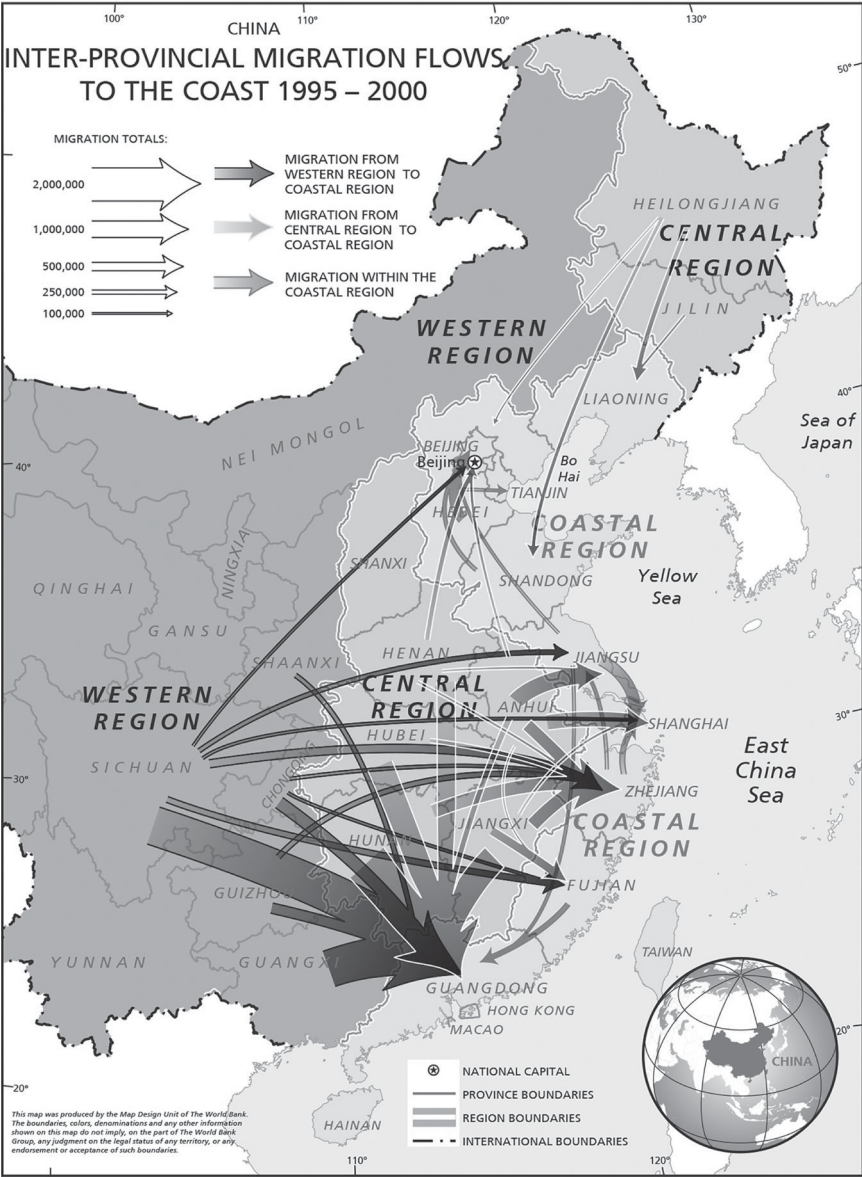 100°
110°
120°
130°
CHINA
INTER-PROVINCIAL MIGRATION FLOWS
TO THE COAST 1995 – 2000
50°
MIGRATION TOTALS:
2,000,000
1,000,000
500,000
250,000
100,000
MIGRATION FROM
WESTERN REGION TO
COASTAL REGION
MIGRATION FROM
CENTRAL REGION TO
COASTAL REGION
MIGRATION WITHIN THE
COASTAL REGION
HEILONGJIANG
CENTRAL
REGION
JILIN
WESTERN
REGION
LIAONING
40°
Sea of
Japan
NEI MONGOL
40°
BEIJING
Beijing
Bo
Hai
TIANJIN
HEBEI
COASTAL
REGION
NINGXIA
SHANXI
SHANDONG
Yellow
Sea
QINGHAI
GANSU
SHAANXI
HENAN
JIANGSU
WESTERN
REGION
CENTRAL
REGION
ANHUI
30°
SHANGHAI
HUBEI
East
China
Sea
SICHUAN
30°
CHONGQING
ZHEJIANG
HUNAN
JIANGXI
COASTAL
REGION
GUIZHOU
FUJIAN
YUNNAN
GUANGXI
TAIWAN
GUANGDONG
HONG KONG
MACAO
20°
CHINA
NATIONAL CAPITAL
PROVINCE BOUNDARIES
REGION BOUNDARIES
INTERNATIONAL BOUNDARIES
20°
HAINAN
This map was produced by the Map Design Unit of The World Bank.
The boundaries, colors, denominations and any other information
shown on this map do not imply, on the part of The World Bank
Group, any judgment on the legal status of any territory, or any
endorsement or acceptance of such boundaries.
110°
120°